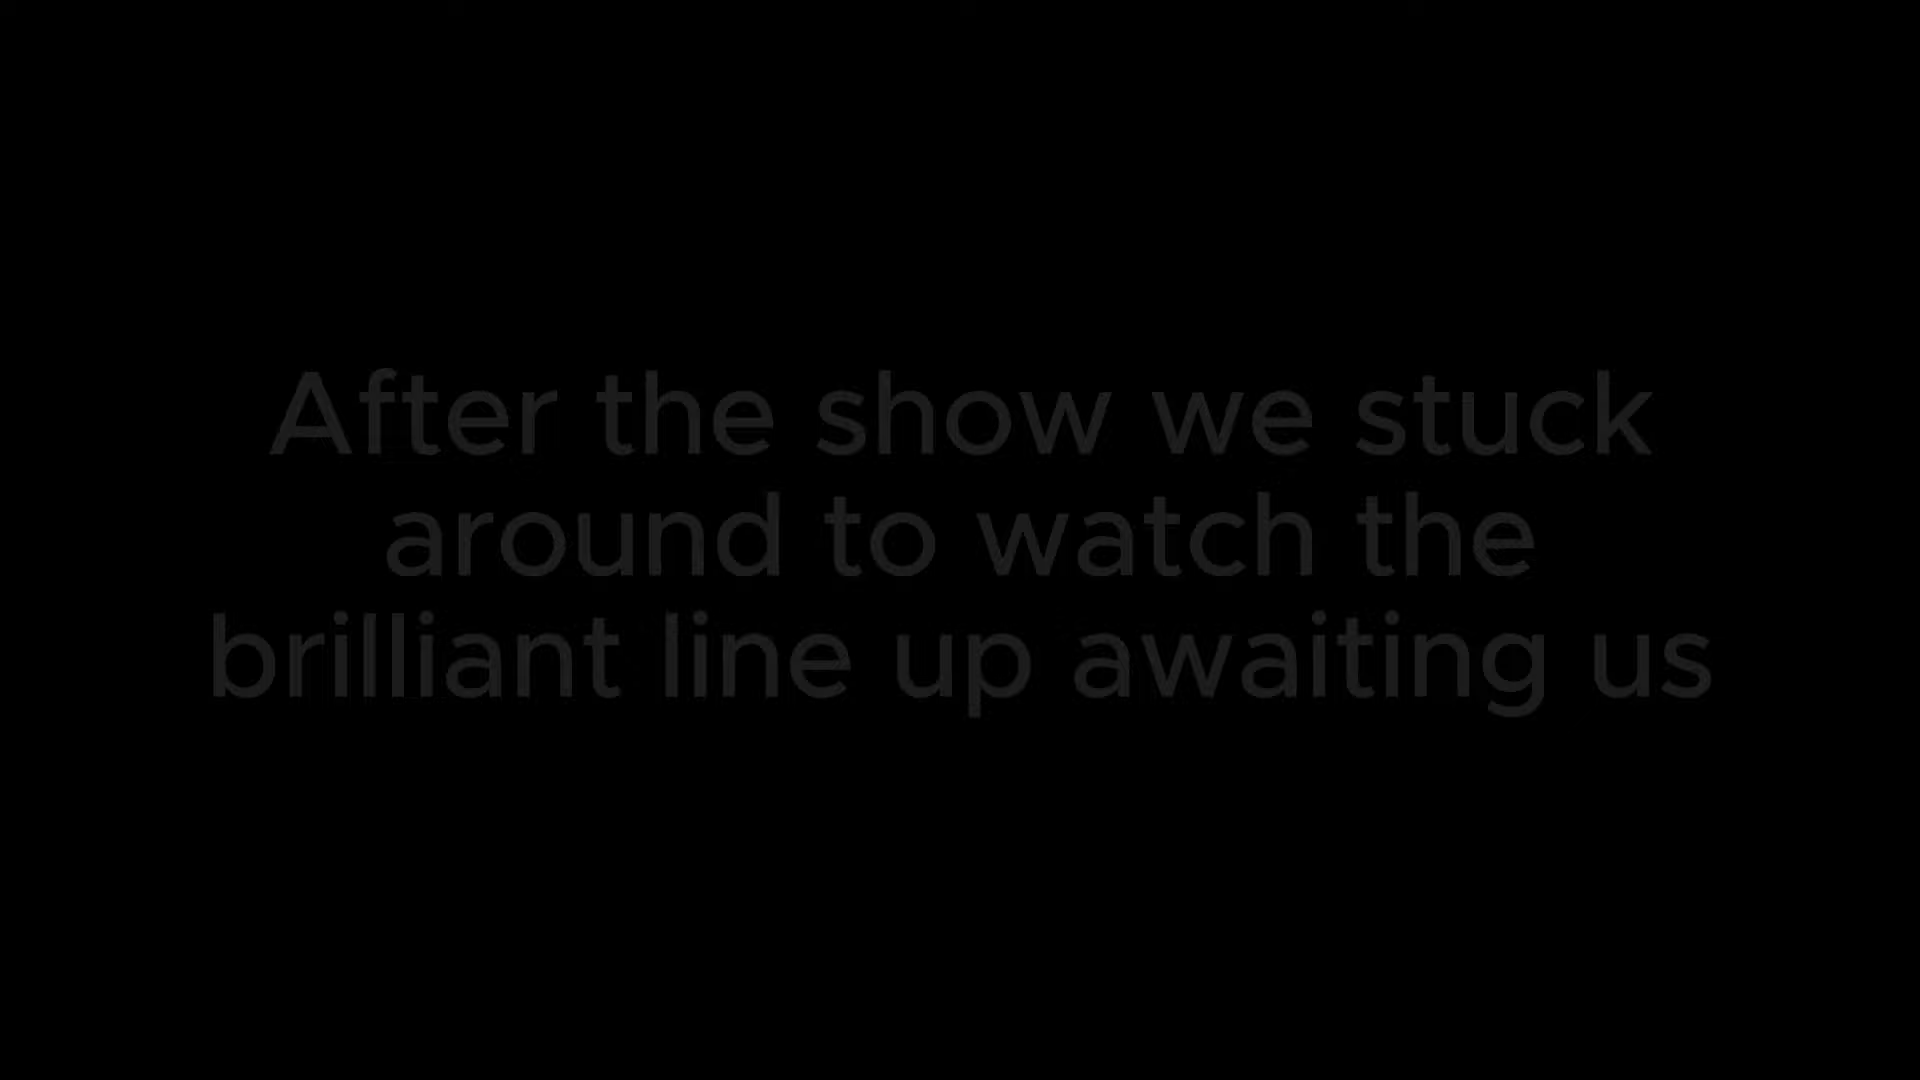 After the show we stuck
around to watch the
brilliant line up awaiting us